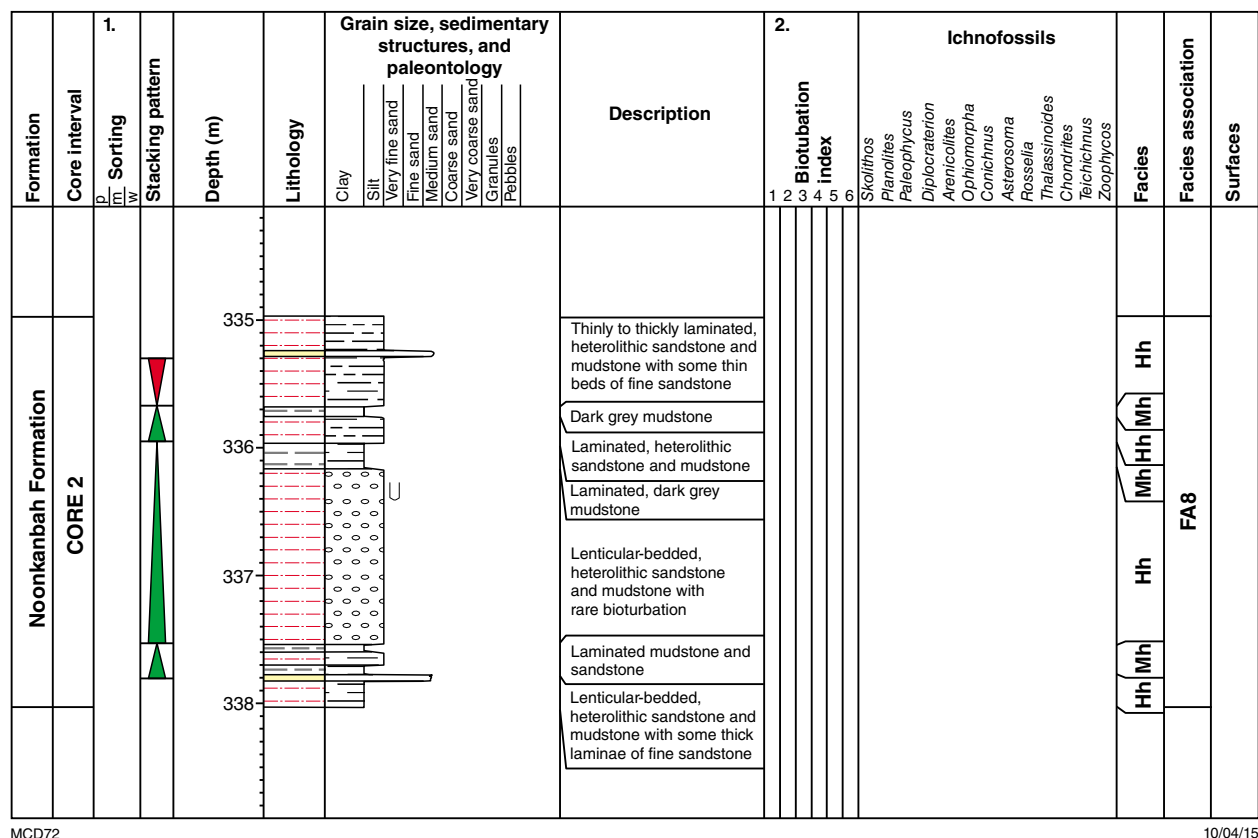 1.
Grain size, sedimentary
structures, and
paleontology
2.
Ichnofossils
Formation
Core interval
Sorting
p
m
w
Stacking pattern
Depth (m)
Lithology
Clay
Silt
Very fine sand
Fine sand
Medium sand
Coarse sand
Very coarse sand
Granules
Pebbles
Description
Biotubation
index
1 2 3 4 5 6
Skolithos
Planolites
Paleophycus
Diplocraterion
Arenicolites
Ophiomorpha
Conichnus
Asterosoma
Rosselia
Thalassinoides
Chondrites
Teichichnus
Zoophycos
Facies
Facies association
Surfaces
Noonkanbah Formation
CORE 2
335
336
337
338
Thinly to thickly laminated,
heterolithic sandstone and
mudstone with some thin
beds of fine sandstone
Dark grey mudstone
Laminated, heterolithic
sandstone and mudstone
Laminated, dark grey
mudstone
Lenticular-bedded,
heterolithic sandstone
and mudstone with
rare bioturbation
Laminated mudstone and
sandstone
Lenticular-bedded,
heterolithic sandstone and
mudstone with some thick
laminae of fine sandstone
Hh
Mh
Hh
Mh
Hh
Mh
Hh
FA8
MCD72
10/04/15